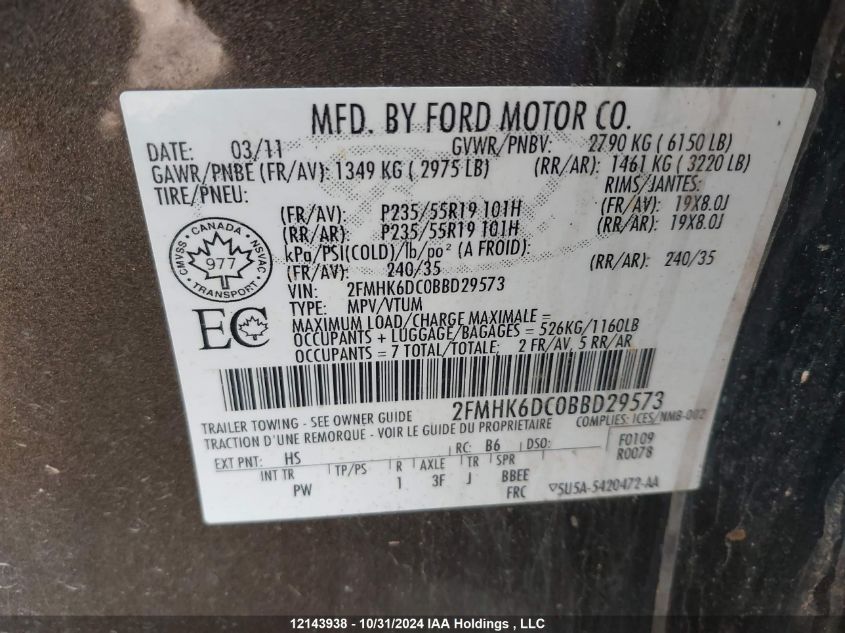 MFD. BY FORD MOTOR CO.
DATE: 03/11 GVWR/PNBV: 2790 KG ( 6150 LB)
GAWR/PNBE (FR/AV): 1349 KG ( 2975 LB) (RR/AR): 1461 KG ( 3220 LB)
TIRE/PNEU: RIMS/JANTES:
(FR/AV): P235/55R19 101H (FR/AV): 19X8.0J
(RR/AR): P235/55R19 101H (RR/AR): 19X8.0J
kPa/PSI(COLD)/lb/po² (A FROID):
(FR/AV): 240/35 (RR/AR): 240/35
CMVSS • CANADA • NSVAC
977
• TRANSPORT •
VIN: 2FMHK6DC0BBD29573
TYPE: MPV/VTUM
EC
MAXIMUM LOAD/CHARGE MAXIMALE =
OCCUPANTS + LUGGAGE/BAGAGES = 526KG/1160LB
OCCUPANTS = 7 TOTAL/TOTALE: 2 FR/AV, 5 RR/AR
2FMHK6DC0BBD29573
TRAILER TOWING - SEE OWNER GUIDE COMPLIES: ICES/NMB-002
TRACTION D'UNE REMORQUE - VOIR LE GUIDE DU PROPRIETAIRE
F0109
R0078
EXT PNT: HS RC: B6 DSO:
INT TR TP/PS R AXLE TR SPR
PW 1 3F J BBEE
FRC 5U5A-5420472-AA
12143938 - 10/31/2024 IAA Holdings , LLC